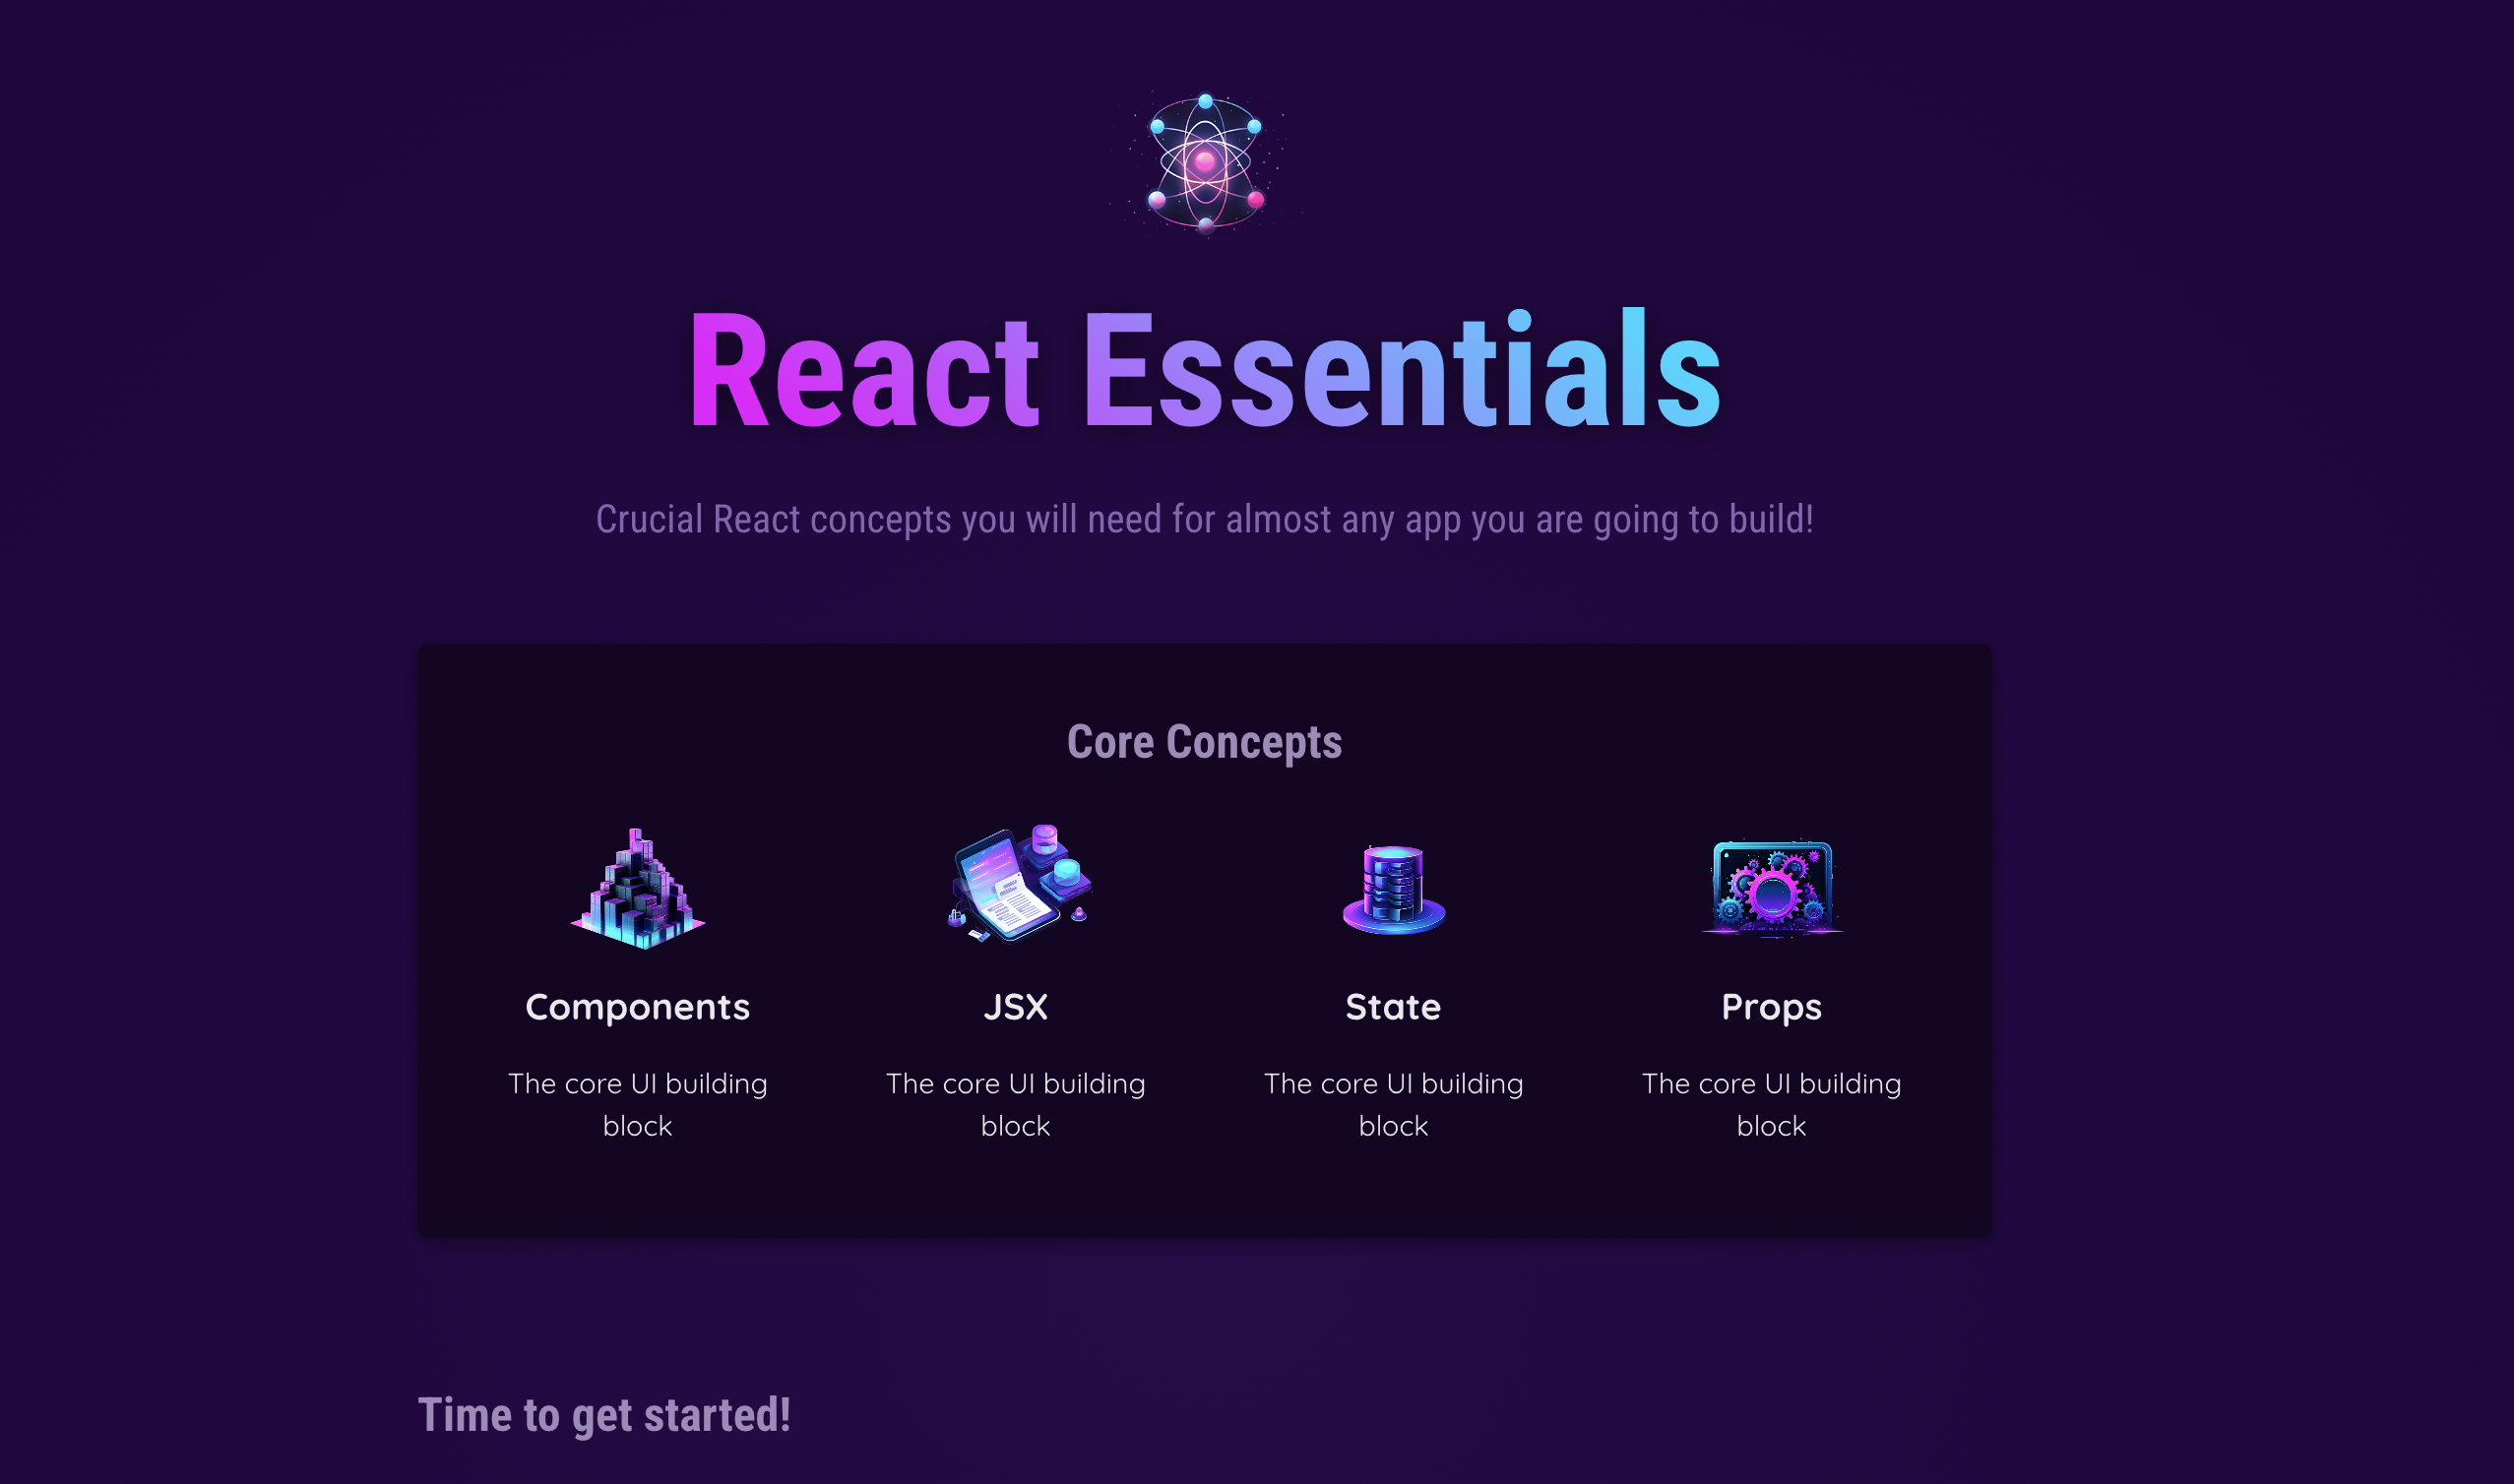 React Essentials
Crucial React concepts you will need for almost any app you are going to build!
Core Concepts
Components
The core UI building
block
JSX
The core UI building
block
State
The core UI building
block
Props
The core UI building
block
Time to get started!